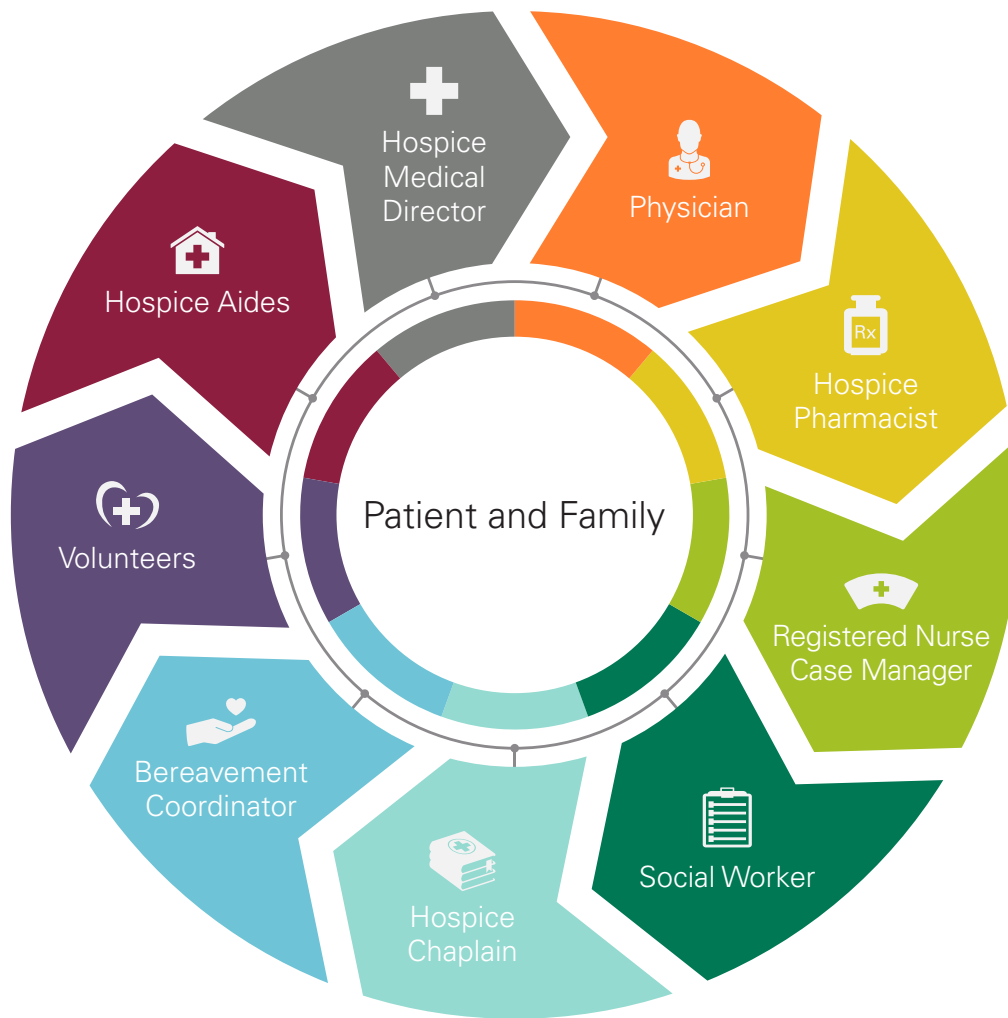 Hospice
Medical
Director
Physician
Rx
Hospice
Pharmacist
Registered Nurse
Case Manager
Social Worker
Hospice
Chaplain
Bereavement
Coordinator
Volunteers
Hospice Aides
Patient and Family